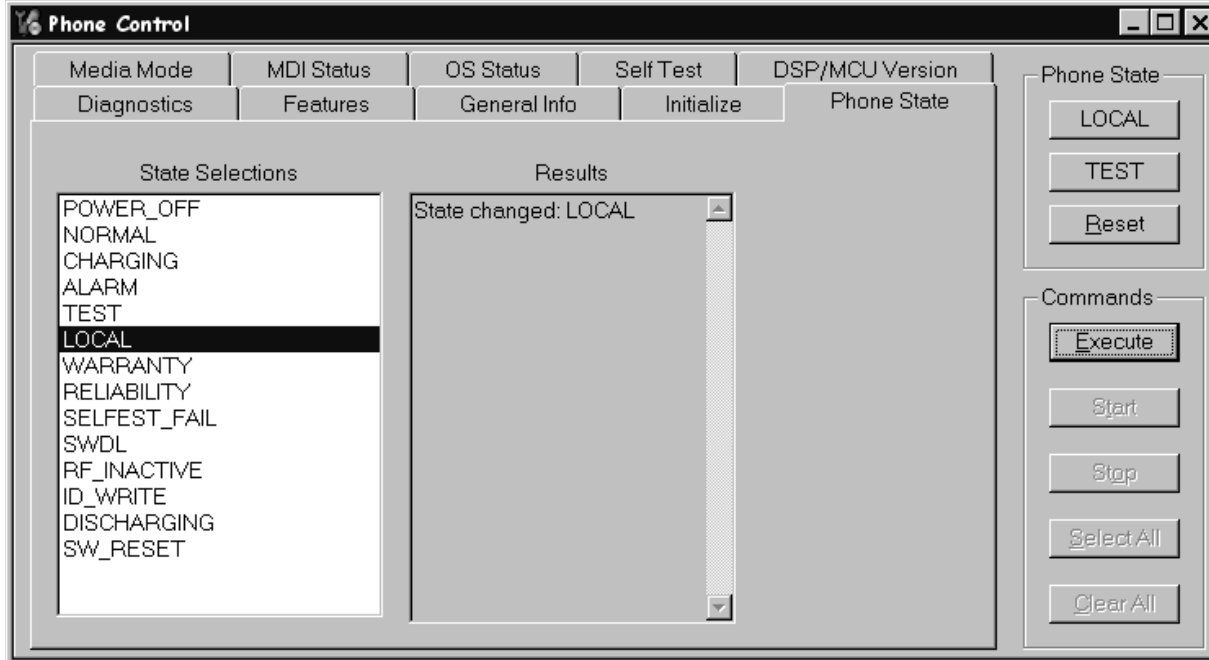 Phone Control
Media Mode
MDI Status
OS Status
Self Test
DSP/MCU Version
Diagnostics
Features
General Info
Initialize
Phone State
State Selections
POWER_OFF
NORMAL
CHARGING
ALARM
TEST
LOCAL
WARRANTY
RELIABILITY
SELFEST_FAIL
SWDL
RF_INACTIVE
ID_WRITE
DISCHARGING
SW_RESET
Results
State changed: LOCAL
Phone State
LOCAL
TEST
Reset
Commands
Execute
Start
Stop
Select All
Clear All